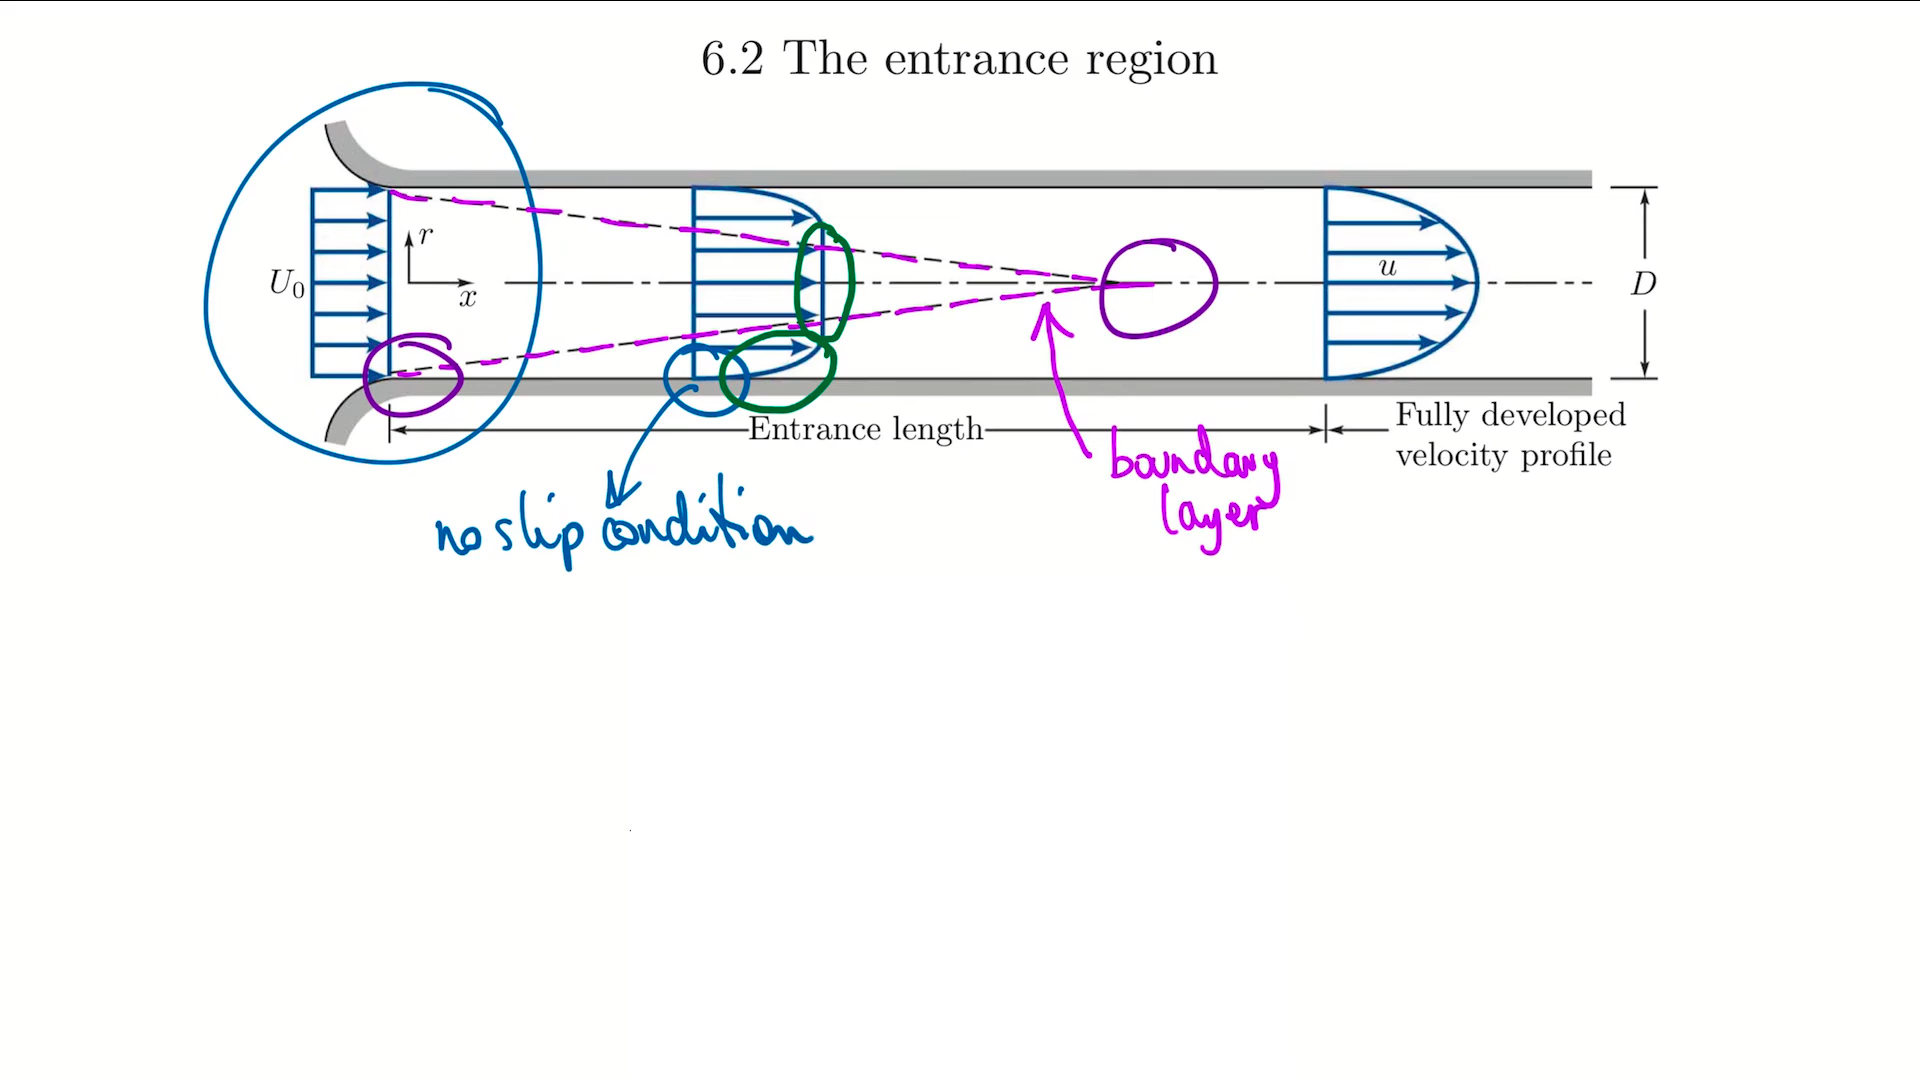 6.2 The entrance region
r
U₀
x
u
D
Entrance length
Fully developed
velocity profile
boundary
layer
no slip condition